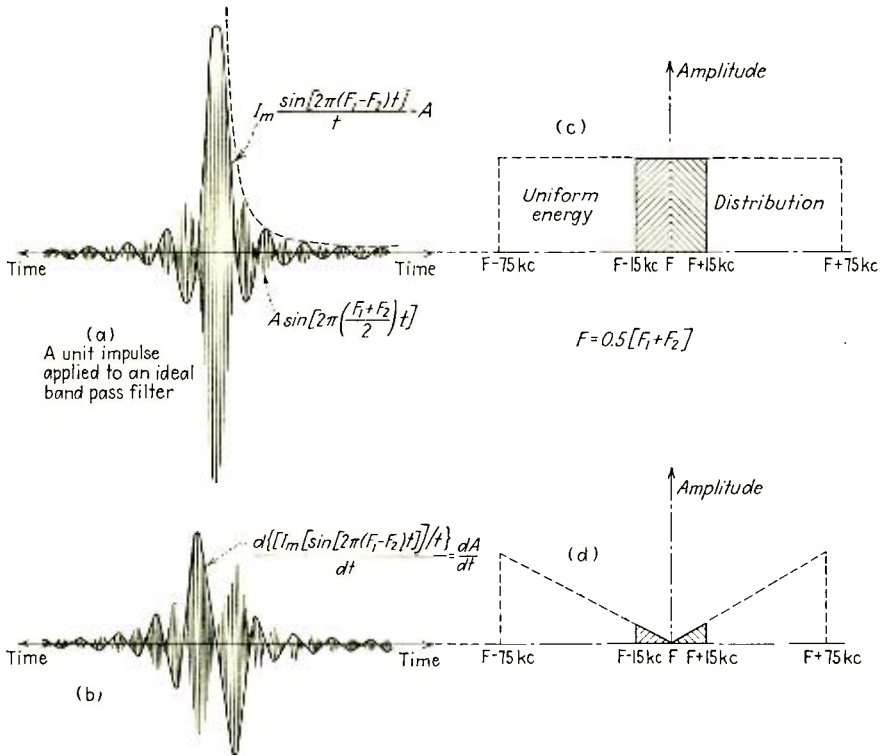 I_m sin[2π(F₁-F₂)t]/t = A
Time
Time
A sin[2π((F₁+F₂)/2)t]
(a)
A unit impulse
applied to an ideal
band pass filter
Amplitude
(c)
Uniform
energy
Distribution
F-75kc
F-15kc
F
F+15kc
F+75kc
F=0.5[F₁+F₂]
d{[I_m[sin[2π(F₁-F₂)t]]/t}/dt = dA/dt
Time
Time
(b)
Amplitude
(d)
F-75kc
F-15kc
F
F+15kc
F+75kc